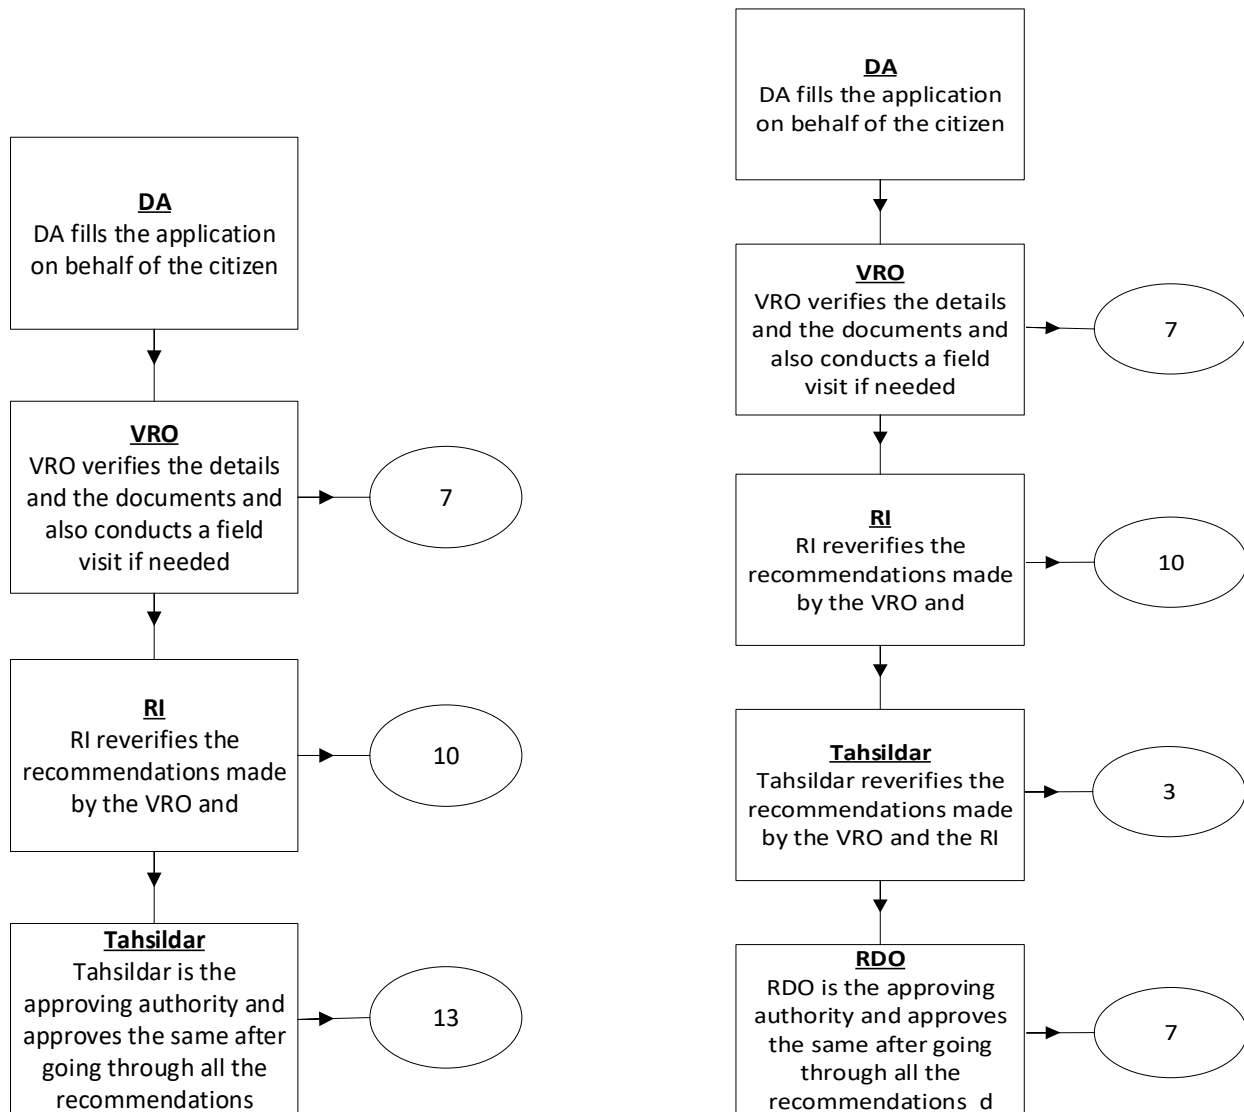 DA
DA fills the application
on behalf of the citizen
VRO
VRO verifies the details
and the documents and
also conducts a field
visit if needed
7
RI
RI reverifies the
recommendations made
by the VRO and
10
Tahsildar
Tahsildar is the
approving authority and
approves the same after
going through all the
recommendations
13
DA
DA fills the application
on behalf of the citizen
VRO
VRO verifies the details
and the documents and
also conducts a field
visit if needed
7
RI
RI reverifies the
recommendations made
by the VRO and
10
Tahsildar
Tahsildar reverifies the
recommendations made
by the VRO and the RI
3
RDO
RDO is the approving
authority and approves
the same after going
through all the
recommendations d
7